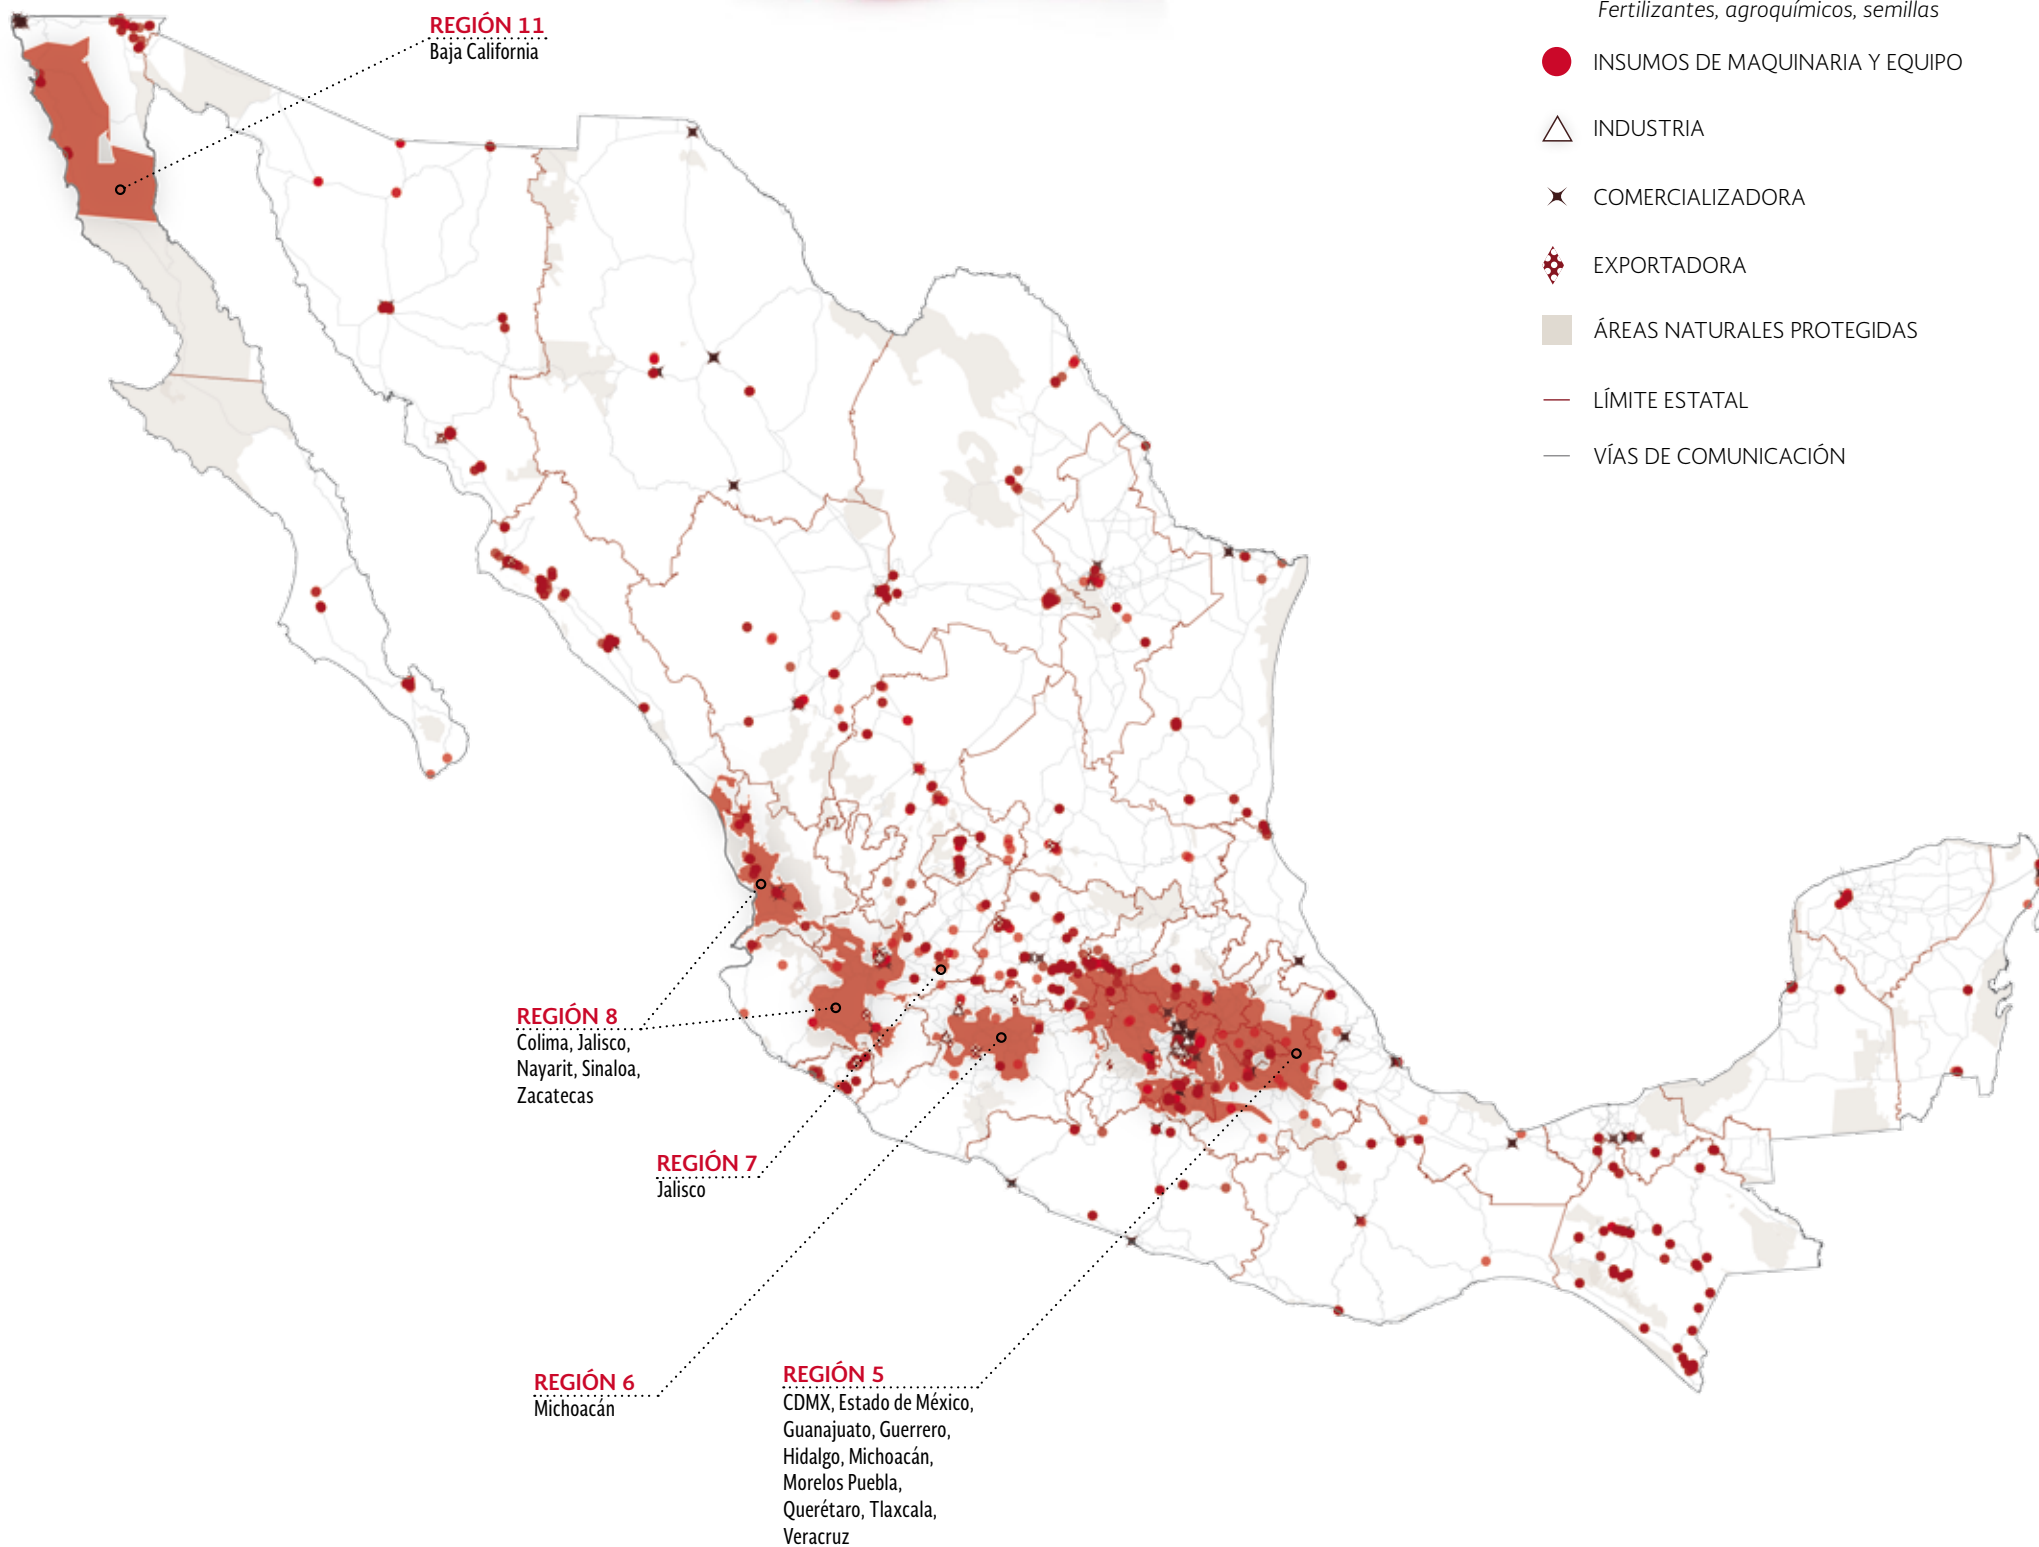 Fertilizantes, agroquímicos, semillas
INSUMOS DE MAQUINARIA Y EQUIPO
INDUSTRIA
COMERCIALIZADORA
EXPORTADORA
ÁREAS NATURALES PROTEGIDAS
LÍMITE ESTATAL
VÍAS DE COMUNICACIÓN
REGIÓN 11
Baja California
REGIÓN 8
Colima, Jalisco,
Nayarit, Sinaloa,
Zacatecas
REGIÓN 7
Jalisco
REGIÓN 6
Michoacán
REGIÓN 5
CDMX, Estado de México,
Guanajuato, Guerrero,
Hidalgo, Michoacán,
Morelos Puebla,
Querétaro, Tlaxcala,
Veracruz